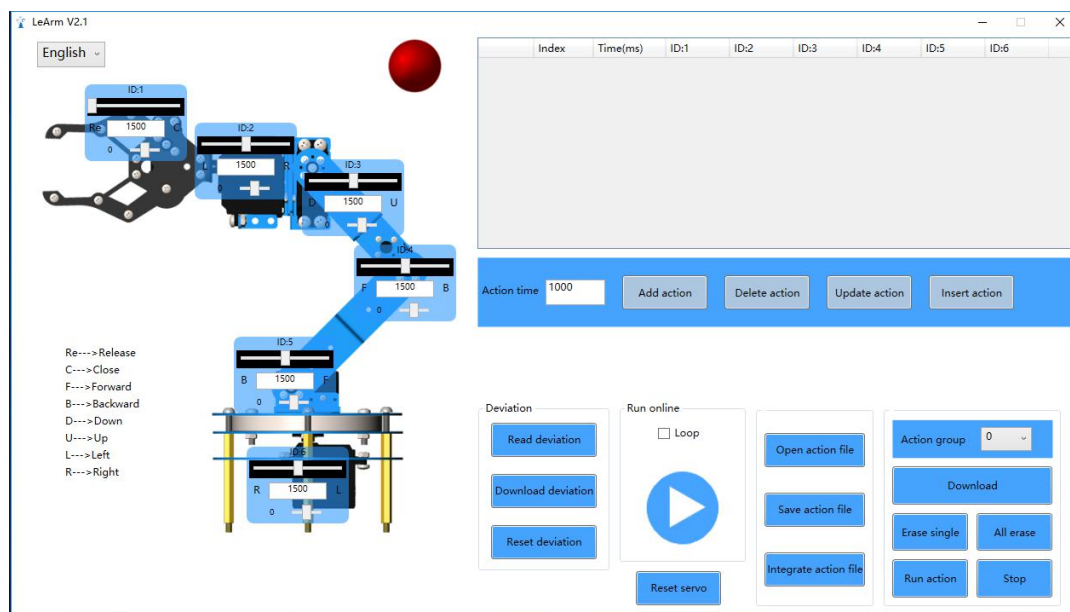 LeArm V2.1
English
Index Time(ms) ID:1 ID:2 ID:3 ID:4 ID:5 ID:6
ID:1
Re 1500 C
0
ID:2
L 1500 R
0
ID:3
D 1500 U
0
ID:4
F 1500 B
0
Action time 1000 Add action Delete action Update action Insert action
ID:5
B 1500 F
0
ID:6
R 1500 L
0
Re--->Release
C--->Close
F--->Forward
B--->Backward
D--->Down
U--->Up
L--->Left
R--->Right
Deviation
Read deviation
Download deviation
Reset deviation
Run online
Loop
Reset servo
Open action file
Save action file
Integrate action file
Action group 0
Download
Erase single All erase
Run action Stop